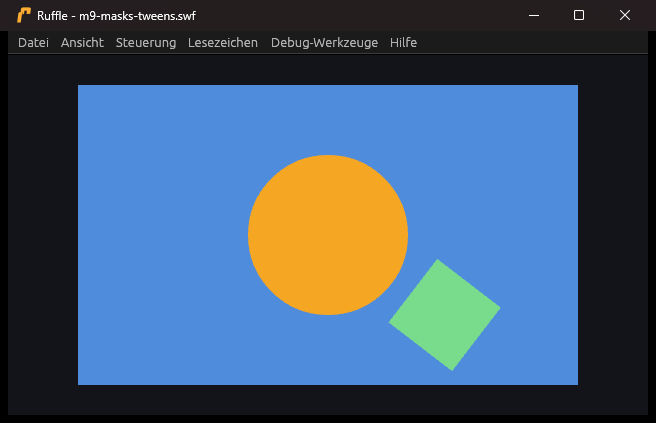 Ruffle - m9-masks-tweens.swf
Datei Ansicht Steuerung Lesezeichen Debug-Werkzeuge Hilfe